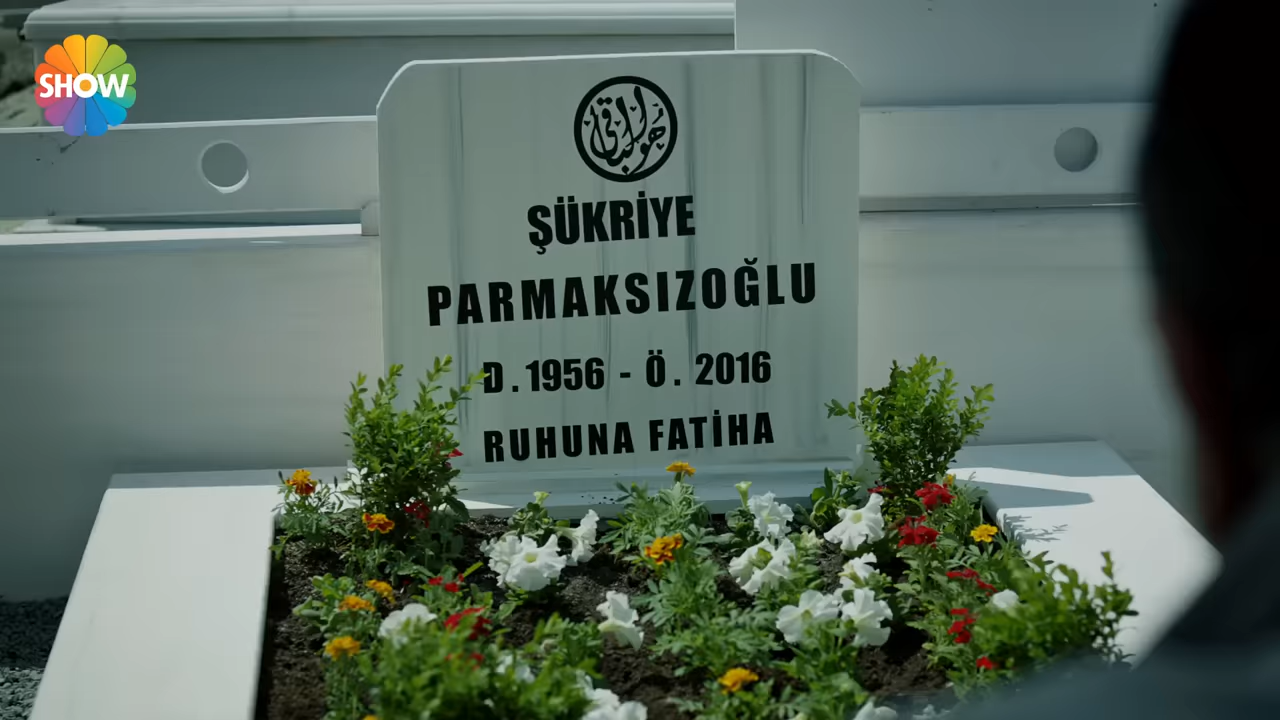 SHOW
هو الباقي
ŞÜKRİYE
PARMAKSIZOĞLU
D. 1956 - Ö. 2016
RUHUNA FATİHA